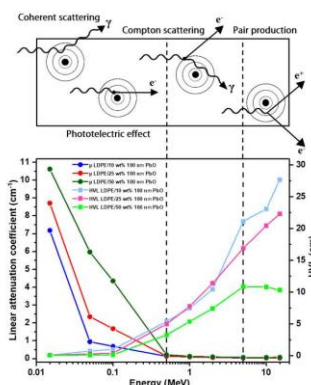 Coherent scattering
Compton scattering
Pair production
γ
e⁻
e⁺
e⁻
γ
e⁻
Phototelectric effect
µ LDPE/10 wt% 100 nm PbO
µ LDPE/25 wt% 100 nm PbO
µ LDPE/50 wt% 100 nm PbO
HVL LDPE/10 wt% 100 nm PbO
HVL LDPE/25 wt% 100 nm PbO
HVL LDPE/50 wt% 100 nm PbO
Linear attenuation coefficient (cm⁻¹)
11
10
9
8
7
6
5
4
3
2
1
0
30
25
20
15
10
5
0
0.01
0.1
1
10
Energy (MeV)